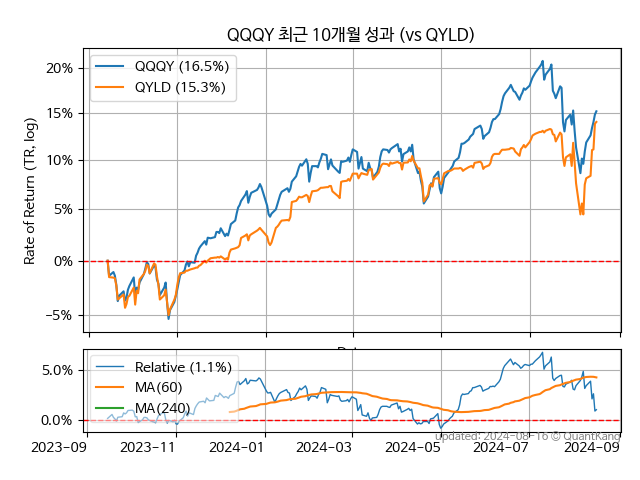 QQQY 최근 10개월 성과 (vs QYLD)
QQQY (16.5%)
QYLD (15.3%)
20%
15%
10%
5%
0%
−5%
Rate of Return (TR, log)
Relative (1.1%)
MA(60)
MA(240)
5.0%
0.0%
2023-09
2023-11
2024-01
2024-03
2024-05
2024-07
2024-09
updated: 2024-08-16 © QuantKang